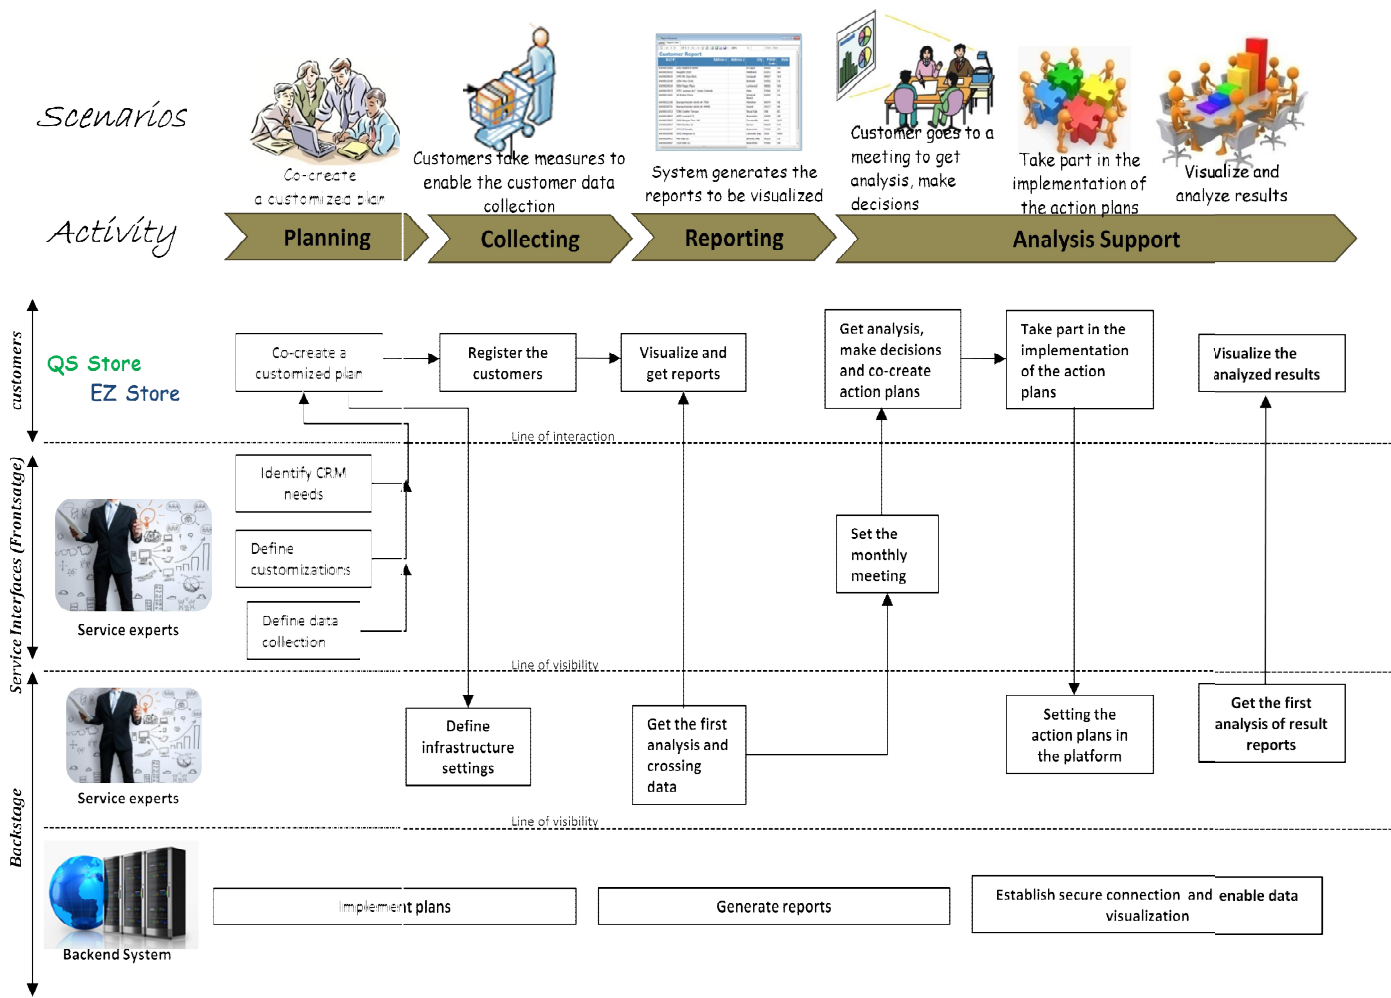 Scenarios
Co-create
a customized plan
Customers take measures to
enable the customer data
collection
Customer Report
System generates the
reports to be visualized
Customer goes to a
meeting to get
analysis, make
decisions
Take part in the
implementation of
the action plans
Visualize and
analyze results
Activity
Planning
Collecting
Reporting
Analysis Support
customers
QS Store
EZ Store
Co-create a
customized plan
Register the
customers
Visualize and
get reports
Get analysis,
make decisions
and co-create
action plans
Take part in the
implementation
of the action
plans
Visualize the
analyzed results
Line of interaction
Service Interfaces (Frontsatge)
Service experts
Identify CRM
needs
Define
customizations
Define data
collection
Set the
monthly
meeting
Line of visibility
Backstage
Service experts
Define
infrastructure
settings
Get the first
analysis and
crossing
data
Setting the
action plans in
the platform
Get the first
analysis of result
reports
Line of visibility
Backend System
Implement plans
Generate reports
Establish secure connection and enable data
visualization